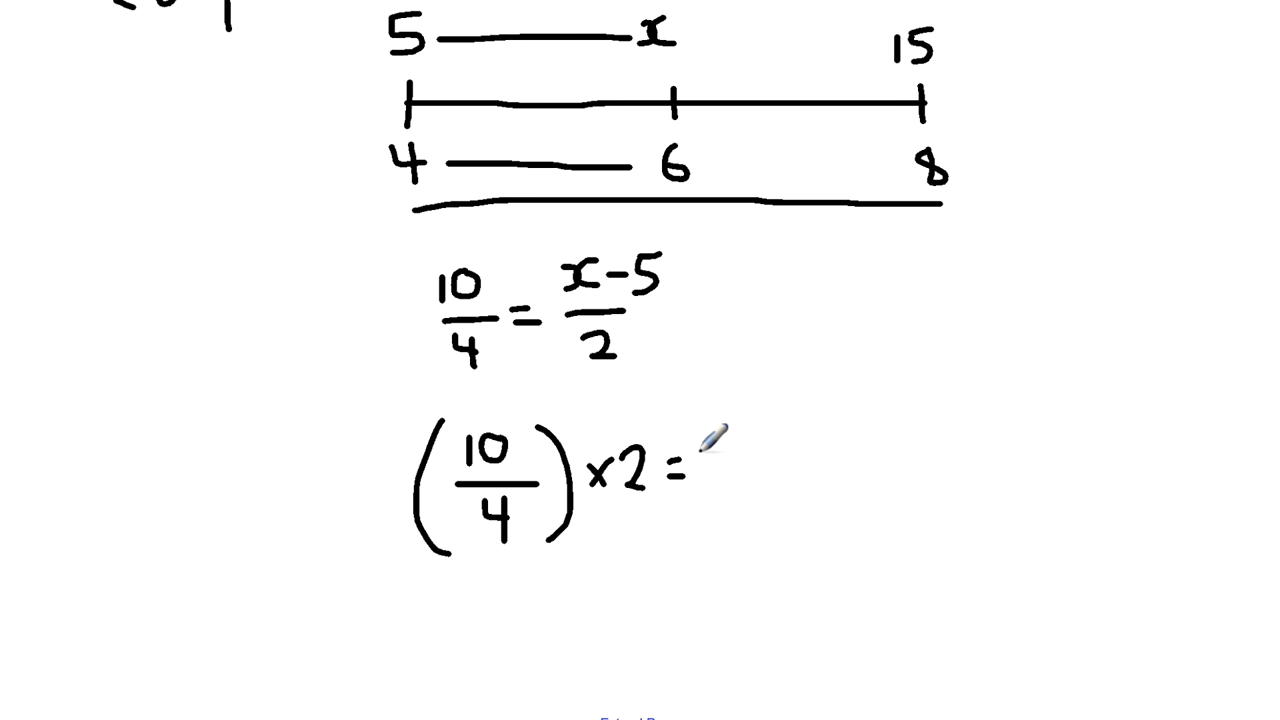 5 x 15
4 6 8
10/4 = x-5/2
(10/4) ×2=